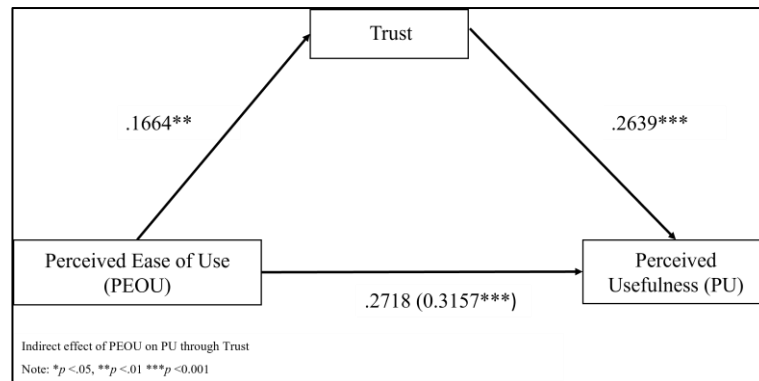 Trust
.1664**
.2639***
Perceived Ease of Use
(PEOU)
Perceived
Usefulness (PU)
.2718 (0.3157***)
Indirect effect of PEOU on PU through Trust
Note: *p <.05, **p <.01 ***p <0.001